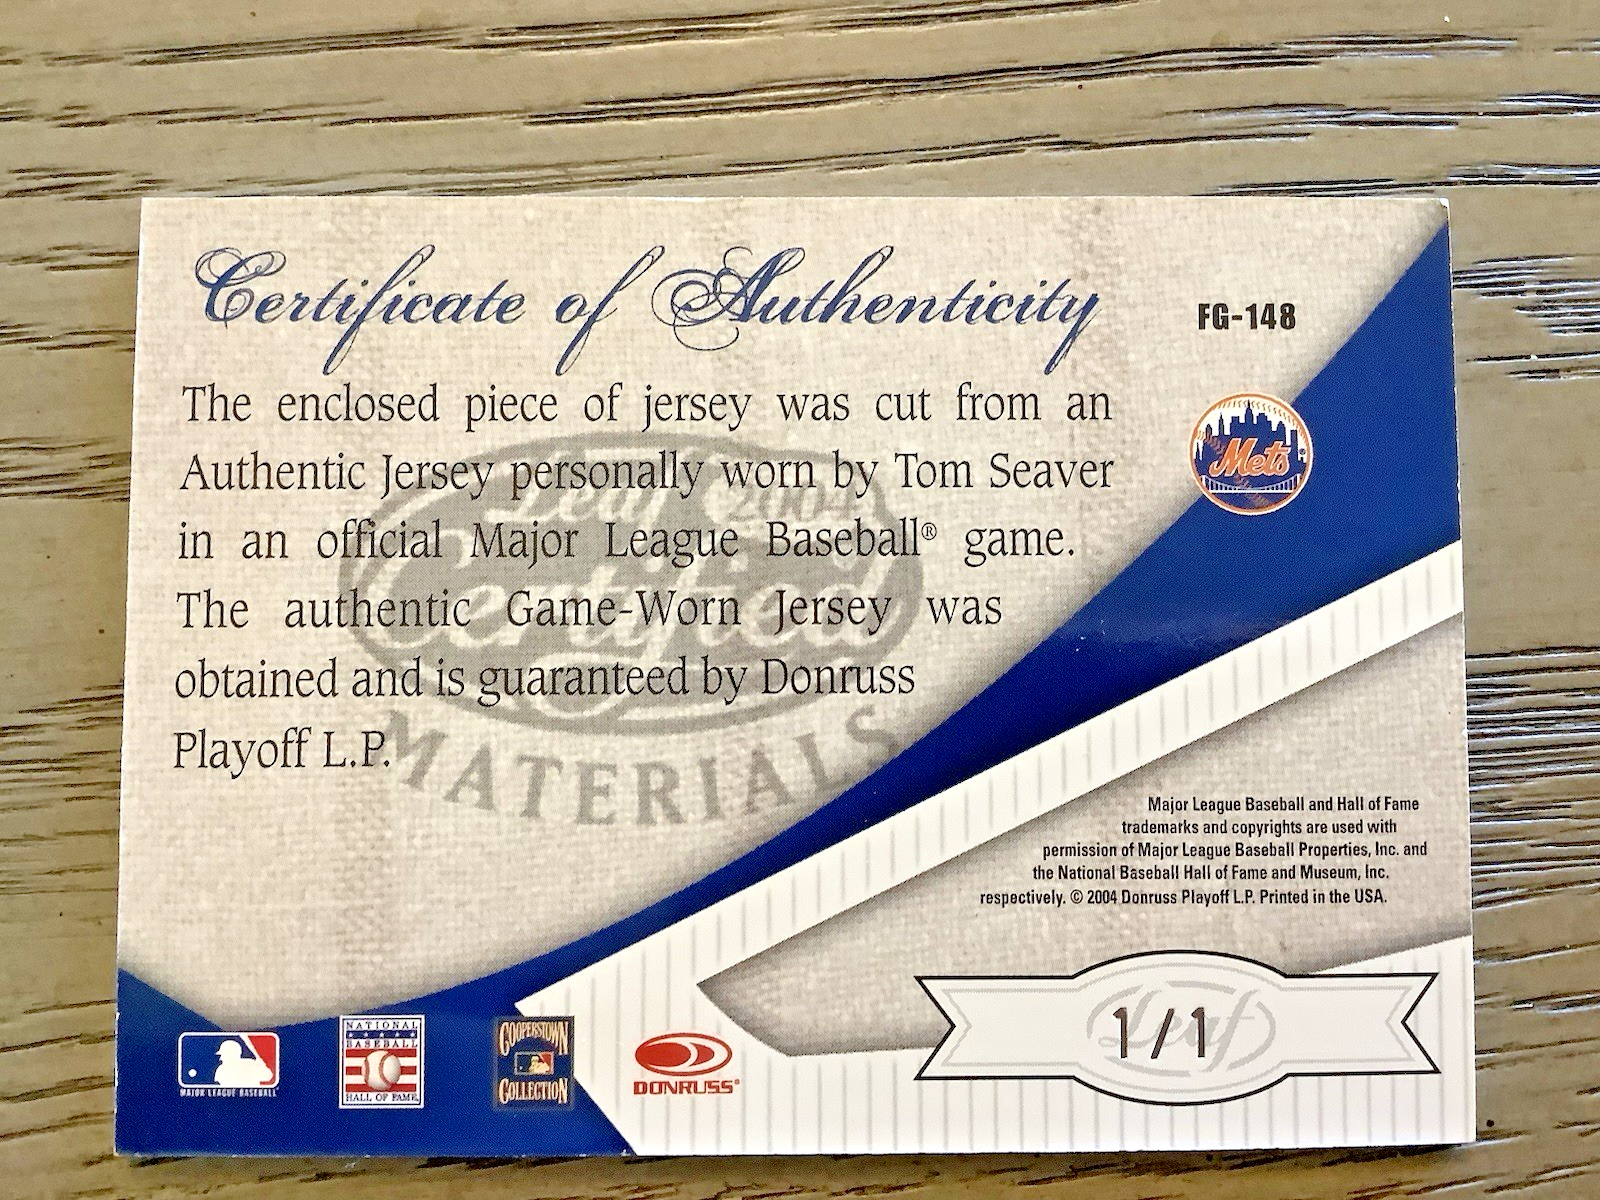 Certificate of Authenticity
FG-148
The enclosed piece of jersey was cut from an
Authentic Jersey personally worn by Tom Seaver
in an official Major League Baseball® game.
The authentic Game-Worn Jersey was
obtained and is guaranteed by Donruss
Playoff L.P.
Mets
Leaf 2004
Certified
MATERIALS
Major League Baseball and Hall of Fame
trademarks and copyrights are used with
permission of Major League Baseball Properties, Inc. and
the National Baseball Hall of Fame and Museum, Inc.
respectively. © 2004 Donruss Playoff L.P. Printed in the USA.
Leaf
1/1
MAJOR LEAGUE BASEBALL
NATIONAL
BASEBALL
HALL OF FAME
COOPERSTOWN
COLLECTION
DONRUSS®